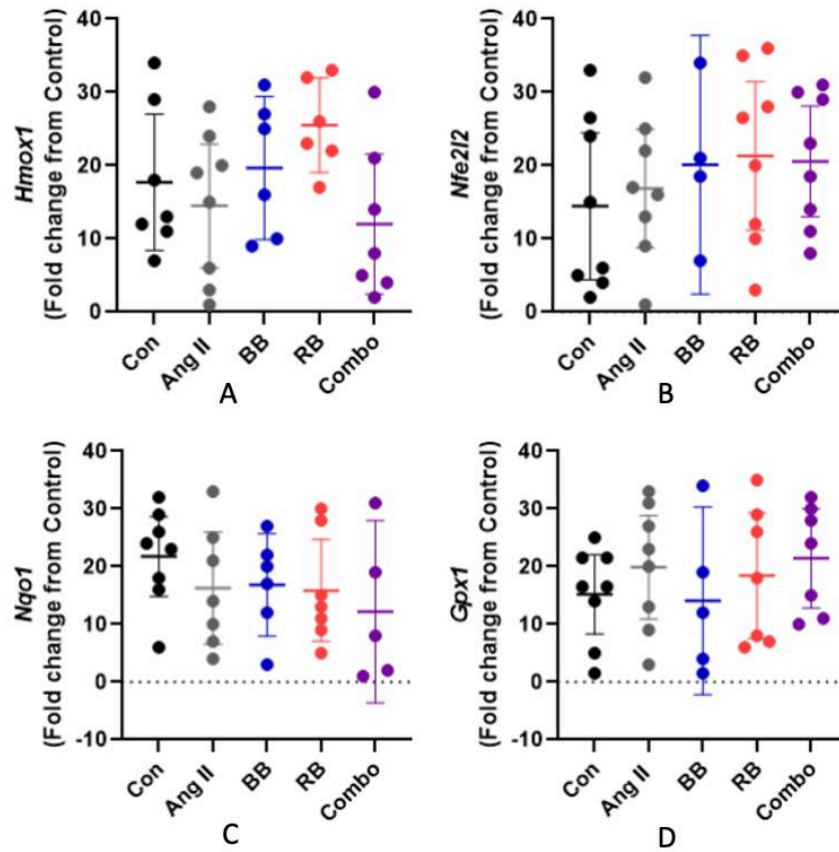 Hmox1
(Fold change from Control)
40
30
20
10
0
Con
Ang II
BB
RB
Combo
A
Nfe2l2
(Fold change from Control)
40
30
20
10
0
Con
Ang II
BB
RB
Combo
B
Nqo1
(Fold change from Control)
40
30
20
10
0
-10
Con
Ang II
BB
RB
Combo
C
Gpx1
(Fold change from Control)
40
30
20
10
0
-10
Con
Ang II
BB
RB
Combo
D